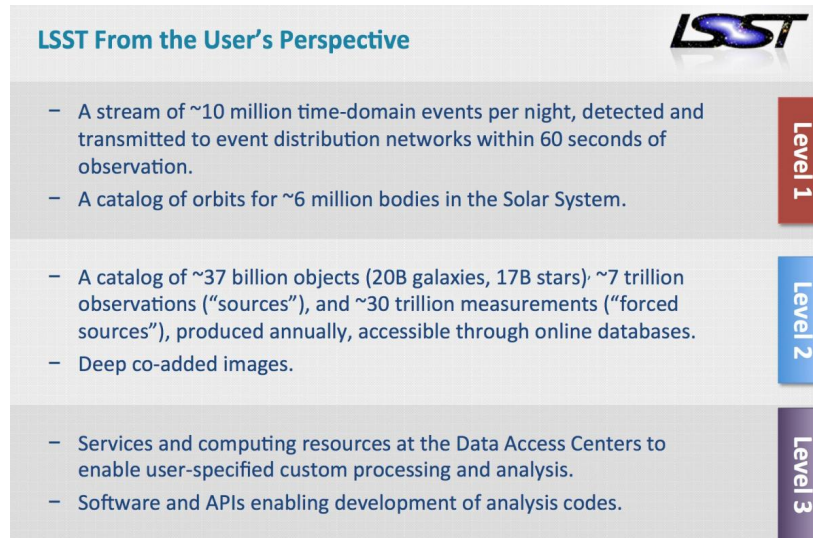 LSST From the User's Perspective
LSST
– A stream of ~10 million time-domain events per night, detected and
transmitted to event distribution networks within 60 seconds of
observation.
– A catalog of orbits for ~6 million bodies in the Solar System.
Level 1
– A catalog of ~37 billion objects (20B galaxies, 17B stars), ~7 trillion
observations (“sources”), and ~30 trillion measurements (“forced
sources”), produced annually, accessible through online databases.
– Deep co-added images.
Level 2
– Services and computing resources at the Data Access Centers to
enable user-specified custom processing and analysis.
– Software and APIs enabling development of analysis codes.
Level 3